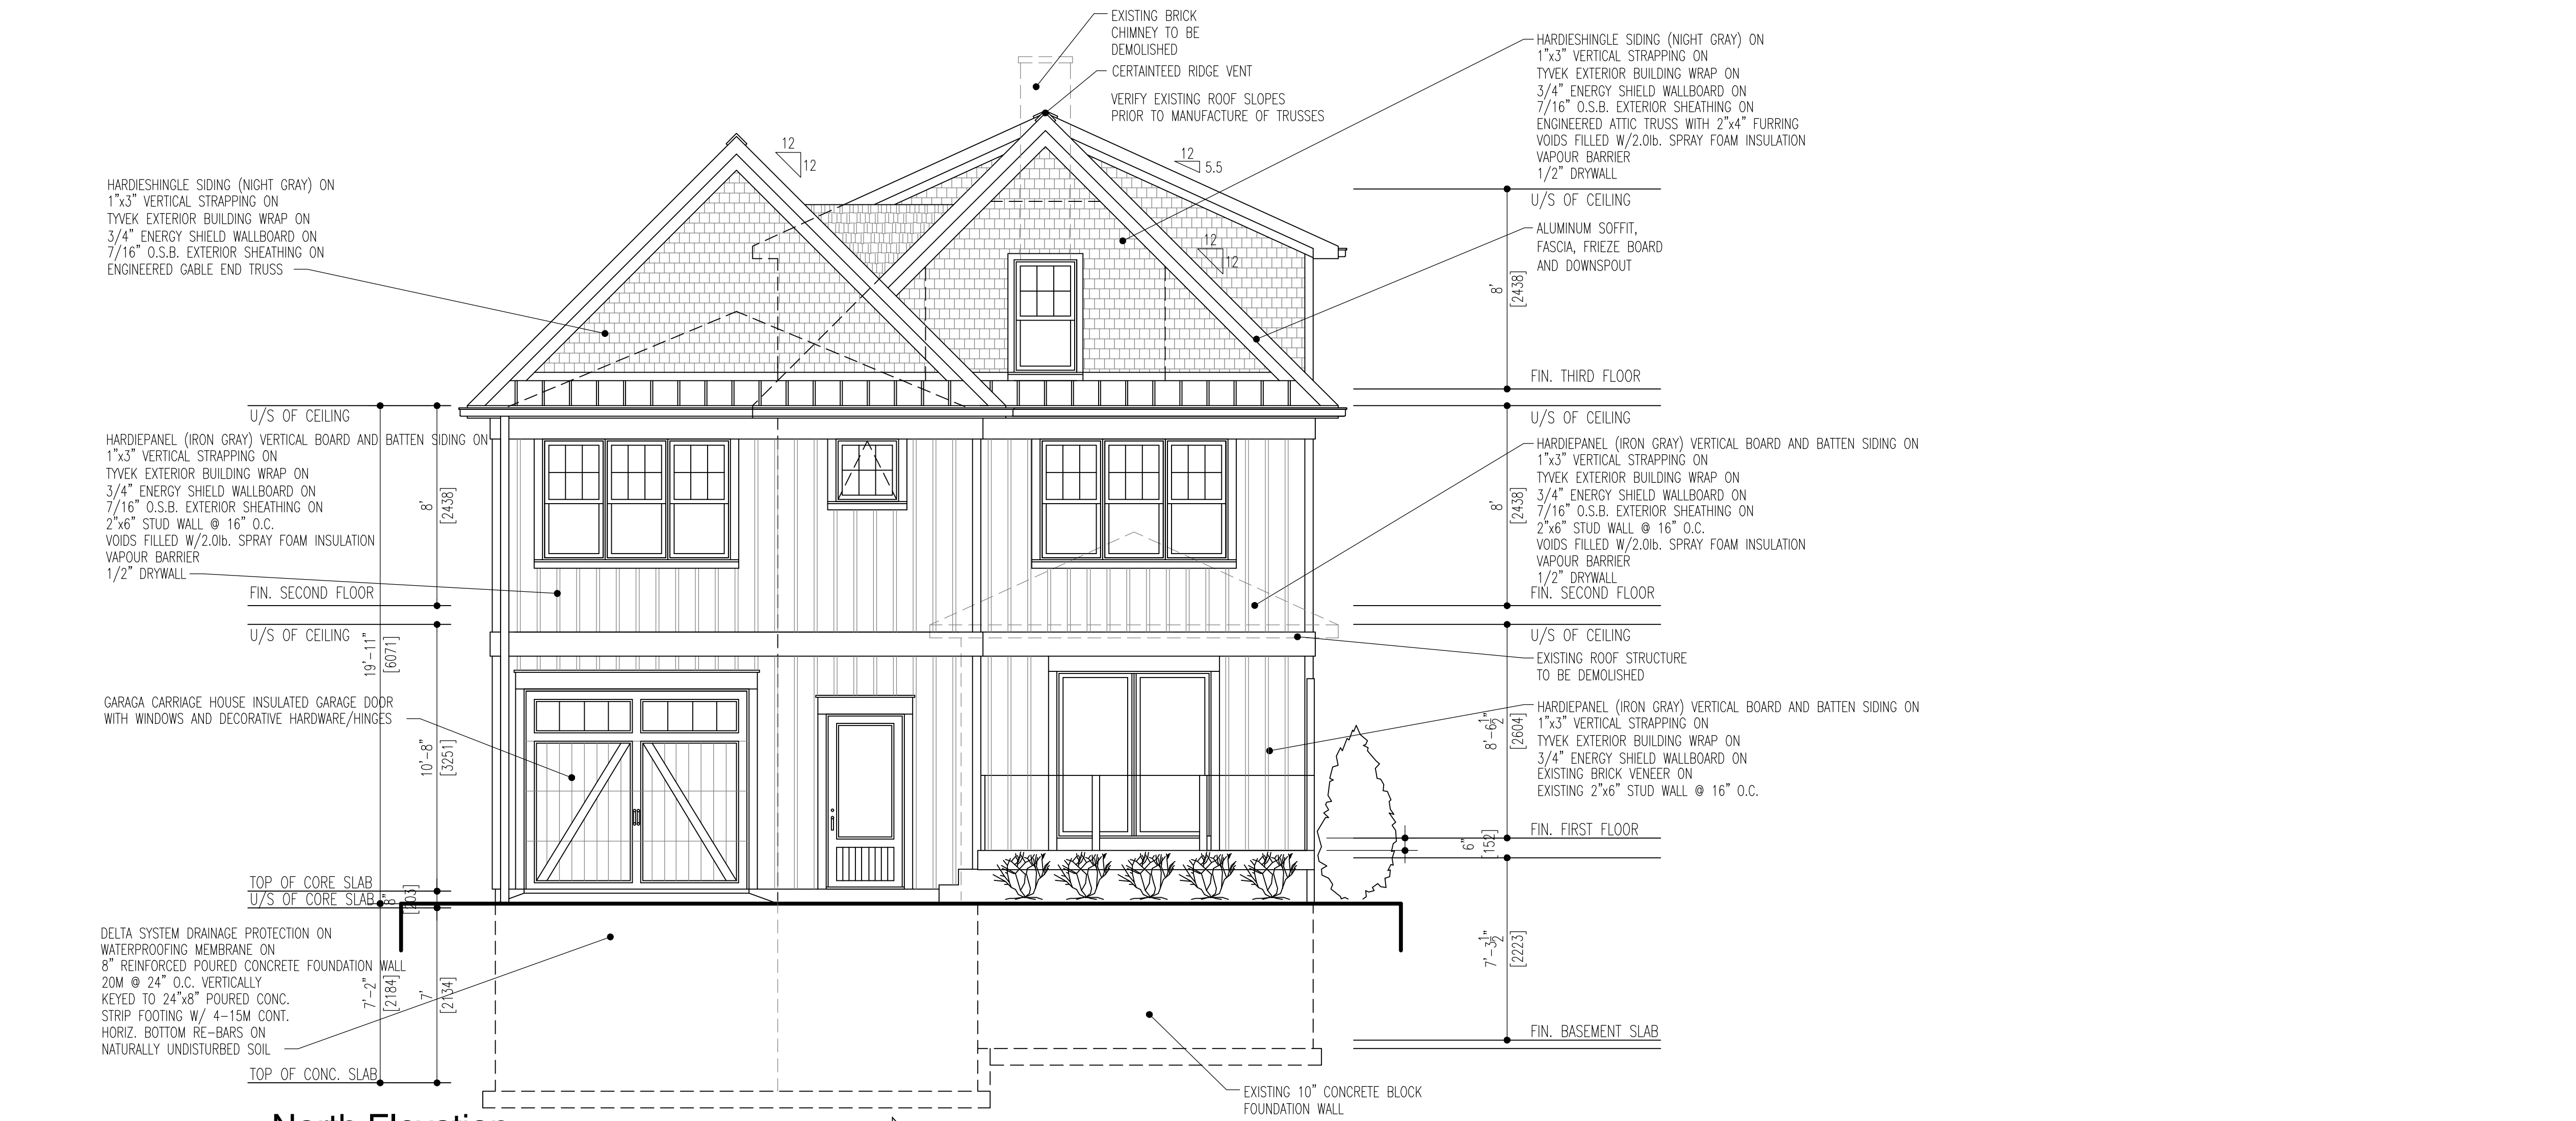 EXISTING BRICK
CHIMNEY TO BE
DEMOLISHED
CERTAINTEED RIDGE VENT
VERIFY EXISTING ROOF SLOPES
PRIOR TO MANUFACTURE OF TRUSSES
12
12
12
5.5
12
12
HARDIESHINGLE SIDING (NIGHT GRAY) ON
1"x3" VERTICAL STRAPPING ON
TYVEK EXTERIOR BUILDING WRAP ON
3/4" ENERGY SHIELD WALLBOARD ON
7/16" O.S.B. EXTERIOR SHEATHING ON
ENGINEERED GABLE END TRUSS
U/S OF CEILING
HARDIEPANEL (IRON GRAY) VERTICAL BOARD AND BATTEN SIDING ON
1"x3" VERTICAL STRAPPING ON
TYVEK EXTERIOR BUILDING WRAP ON
3/4" ENERGY SHIELD WALLBOARD ON
7/16" O.S.B. EXTERIOR SHEATHING ON
2"x6" STUD WALL @ 16" O.C.
VOIDS FILLED W/2.0lb. SPRAY FOAM INSULATION
VAPOUR BARRIER
1/2" DRYWALL
8'
[2438]
FIN. SECOND FLOOR
U/S OF CEILING
19'-11"
[6071]
GARAGA CARRIAGE HOUSE INSULATED GARAGE DOOR
WITH WINDOWS AND DECORATIVE HARDWARE/HINGES
10'-8"
[3251]
TOP OF CORE SLAB
U/S OF CORE SLAB
8"
[203]
DELTA SYSTEM DRAINAGE PROTECTION ON
WATERPROOFING MEMBRANE ON
8" REINFORCED POURED CONCRETE FOUNDATION WALL
20M @ 24" O.C. VERTICALLY
KEYED TO 24"x8" POURED CONC.
STRIP FOOTING W/ 4-15M CONT.
HORIZ. BOTTOM RE-BARS ON
NATURALLY UNDISTURBED SOIL
7'-2"
[2184]
7'
[2134]
TOP OF CONC. SLAB
North Elevation
HARDIESHINGLE SIDING (NIGHT GRAY) ON
1"x3" VERTICAL STRAPPING ON
TYVEK EXTERIOR BUILDING WRAP ON
3/4" ENERGY SHIELD WALLBOARD ON
7/16" O.S.B. EXTERIOR SHEATHING ON
ENGINEERED ATTIC TRUSS WITH 2"x4" FURRING
VOIDS FILLED W/2.0lb. SPRAY FOAM INSULATION
VAPOUR BARRIER
1/2" DRYWALL
U/S OF CEILING
ALUMINUM SOFFIT,
FASCIA, FRIEZE BOARD
AND DOWNSPOUT
8'
[2438]
FIN. THIRD FLOOR
U/S OF CEILING
HARDIEPANEL (IRON GRAY) VERTICAL BOARD AND BATTEN SIDING ON
1"x3" VERTICAL STRAPPING ON
TYVEK EXTERIOR BUILDING WRAP ON
3/4" ENERGY SHIELD WALLBOARD ON
7/16" O.S.B. EXTERIOR SHEATHING ON
2"x6" STUD WALL @ 16" O.C.
VOIDS FILLED W/2.0lb. SPRAY FOAM INSULATION
VAPOUR BARRIER
1/2" DRYWALL
8'
[2438]
FIN. SECOND FLOOR
U/S OF CEILING
EXISTING ROOF STRUCTURE
TO BE DEMOLISHED
HARDIEPANEL (IRON GRAY) VERTICAL BOARD AND BATTEN SIDING ON
1"x3" VERTICAL STRAPPING ON
TYVEK EXTERIOR BUILDING WRAP ON
3/4" ENERGY SHIELD WALLBOARD ON
EXISTING BRICK VENEER ON
EXISTING 2"x6" STUD WALL @ 16" O.C.
8'-6 1/2"
[2604]
FIN. FIRST FLOOR
6"
[152]
7'-3 1/2"
[2223]
FIN. BASEMENT SLAB
EXISTING 10" CONCRETE BLOCK
FOUNDATION WALL